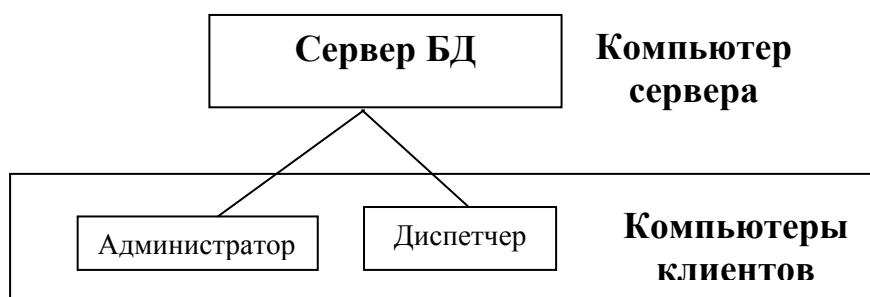 Сервер БД
Компьютер
сервера
Администратор
Диспетчер
Компьютеры
клиентов